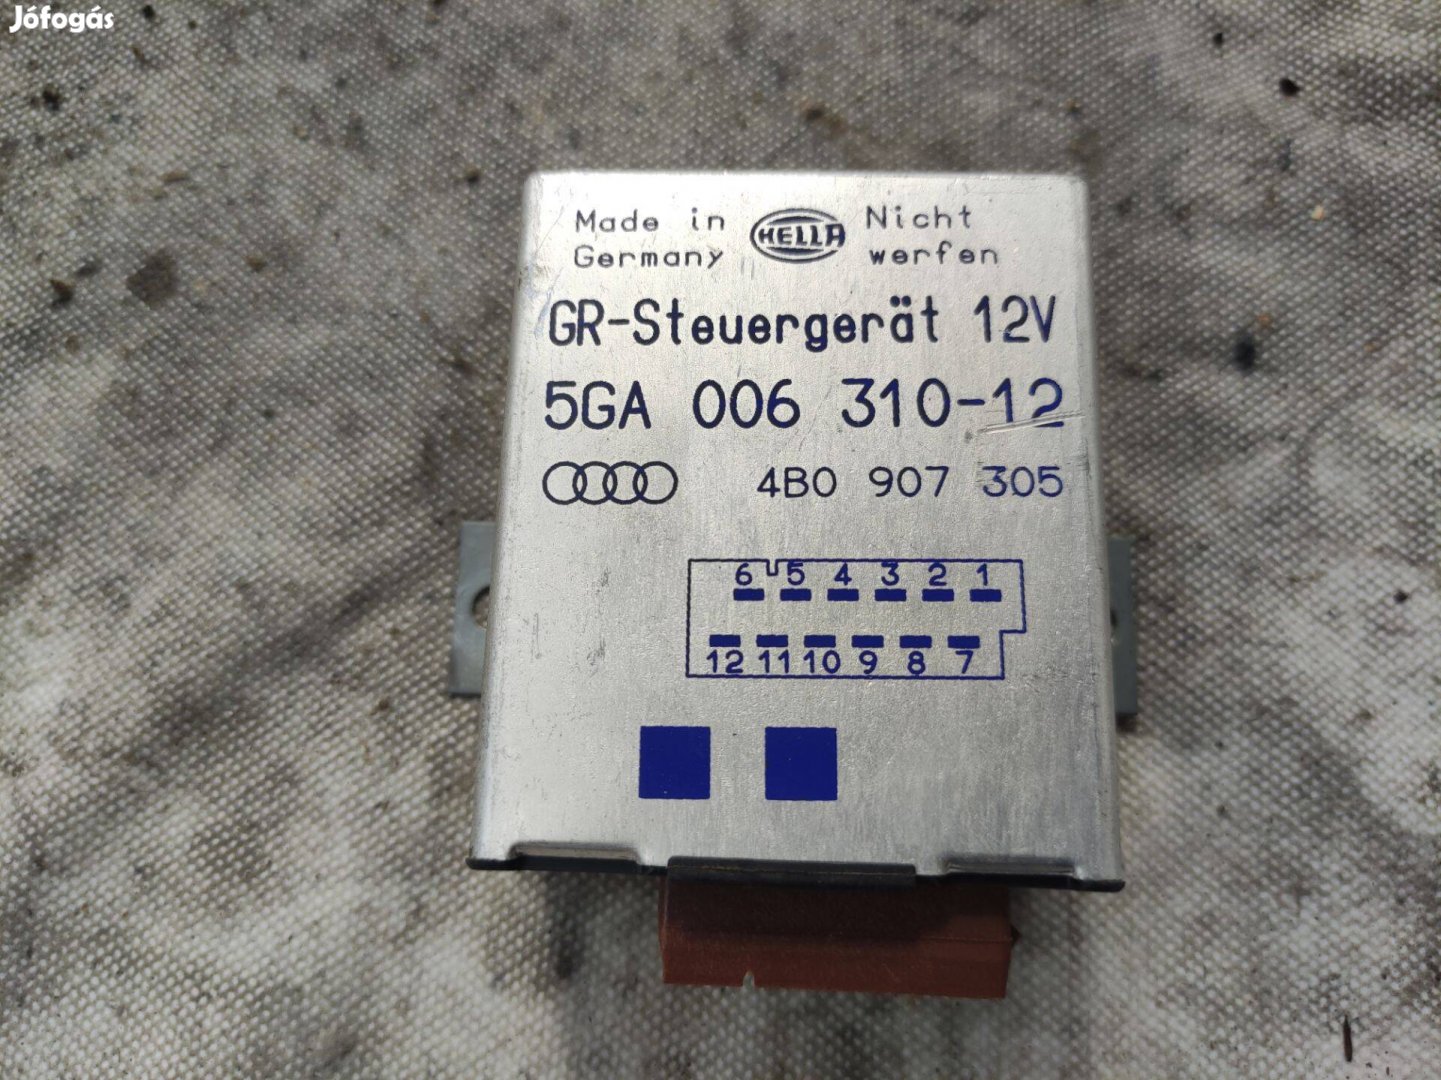 Jófogás
Made in HELLA Nicht
Germany werfen
GR-Steuergerät 12V
5GA 006 310-12
4B0 907 305
6 5 4 3 2 1
12 11 10 9 8 7